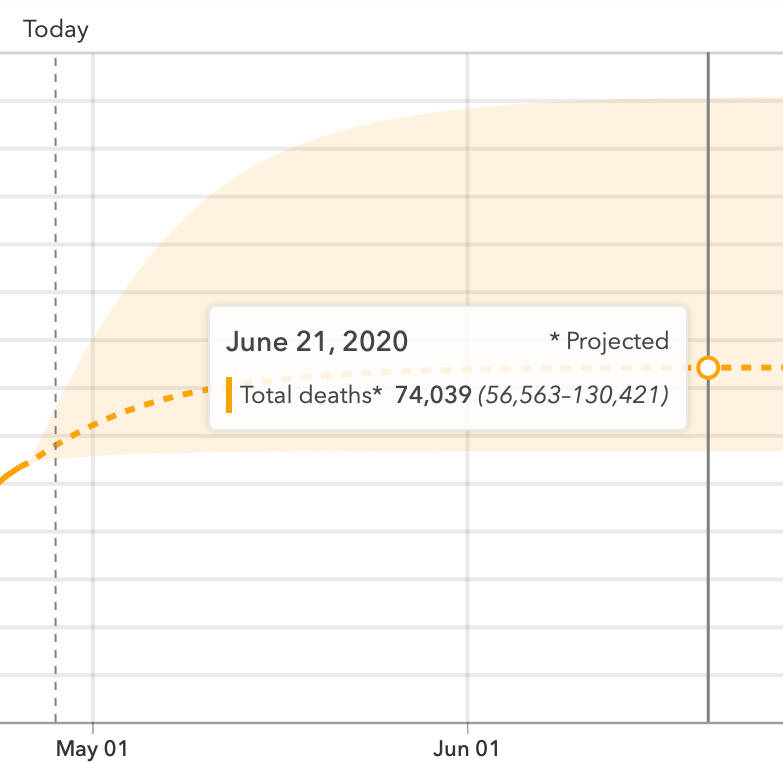 Today
June 21, 2020 * Projected
Total deaths* 74,039 (56,563–130,421)
May 01 Jun 01